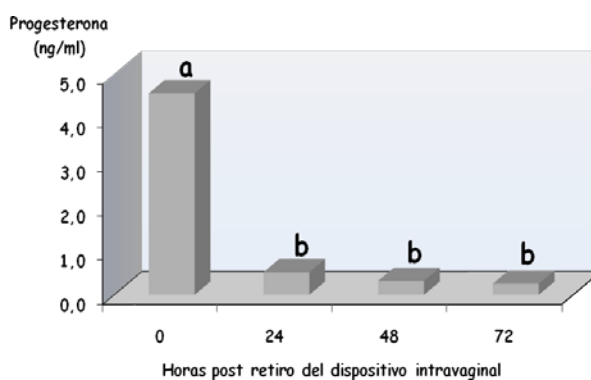 Progesterona
(ng/ml)
5,0
4,0
3,0
2,0
1,0
0,0
a
b
b
b
0
24
48
72
Horas post retiro del dispositivo intravaginal